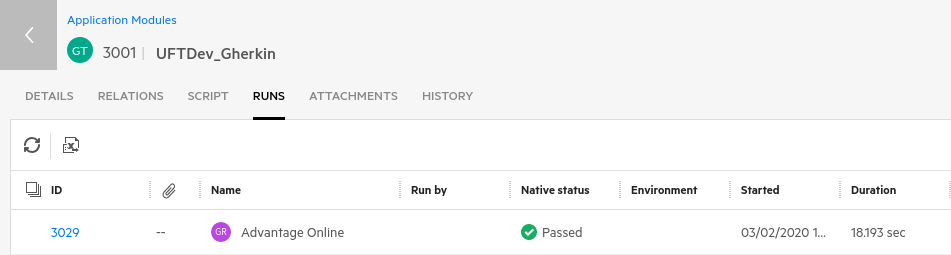 Application Modules
GT 3001 | UFTDev_Gherkin
DETAILS RELATIONS SCRIPT RUNS ATTACHMENTS HISTORY
ID Name Run by Native status Environment Started Duration
3029 -- GR Advantage Online Passed 03/02/2020 1... 18.193 sec